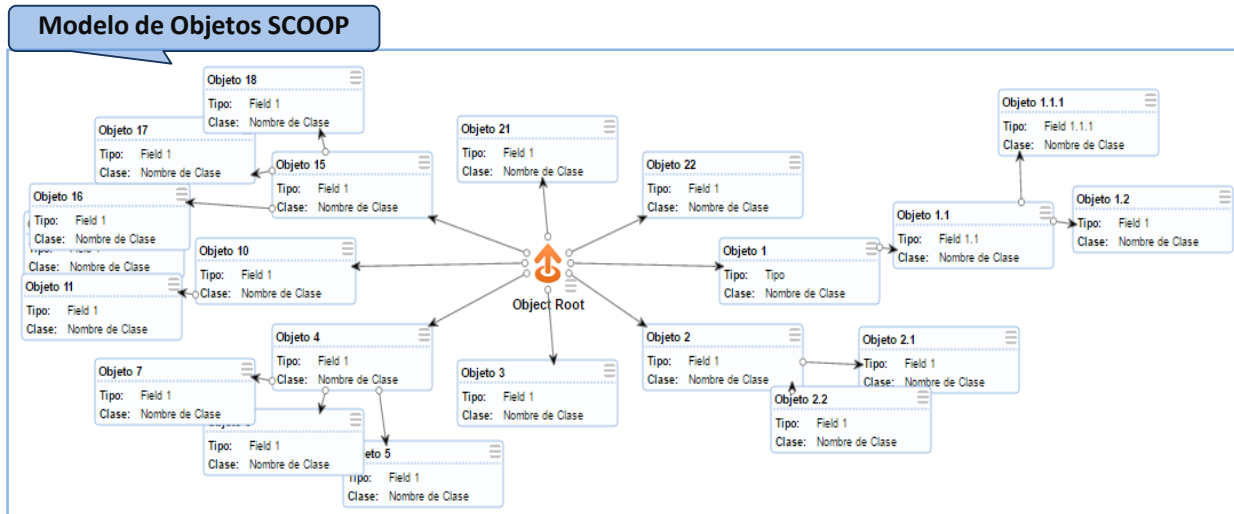 Modelo de Objetos SCOOP
Objeto 18
Tipo: Field 1
Clase: Nombre de Clase
Objeto 17
Tipo: Field 1
Clase: Nombre de Clase
Objeto 21
Tipo: Field 1
Clase: Nombre de Clase
Objeto 1.1.1
Tipo: Field 1.1.1
Clase: Nombre de Clase
Objeto 15
Tipo: Field 1
Clase: Nombre de Clase
Objeto 22
Tipo: Field 1
Clase: Nombre de Clase
Objeto 16
Tipo: Field 1
Clase: Nombre de Clase
Clase: Nombre de Clase
Objeto 1.2
Tipo: Field 1
Clase: Nombre de Clase
Objeto 1.1
Tipo: Field 1.1
Clase: Nombre de Clase
Objeto 10
Tipo: Field 1
Clase: Nombre de Clase
Objeto 1
Tipo: Tipo
Clase: Nombre de Clase
Object Root
Objeto 11
Tipo: Field 1
Clase: Nombre de Clase
Objeto 4
Tipo: Field 1
Clase: Nombre de Clase
Objeto 2
Tipo: Field 1
Clase: Nombre de Clase
Objeto 2.1
Tipo: Field 1
Clase: Nombre de Clase
Objeto 7
Tipo: Field 1
Clase: Nombre de Clase
Objeto 3
Tipo: Field 1
Clase: Nombre de Clase
Objeto 2.2
Tipo: Field 1
Clase: Nombre de Clase
Tipo: Field 1
Clase: Nombre de Clase
eto 5
Tipo: Field 1
Clase: Nombre de Clase